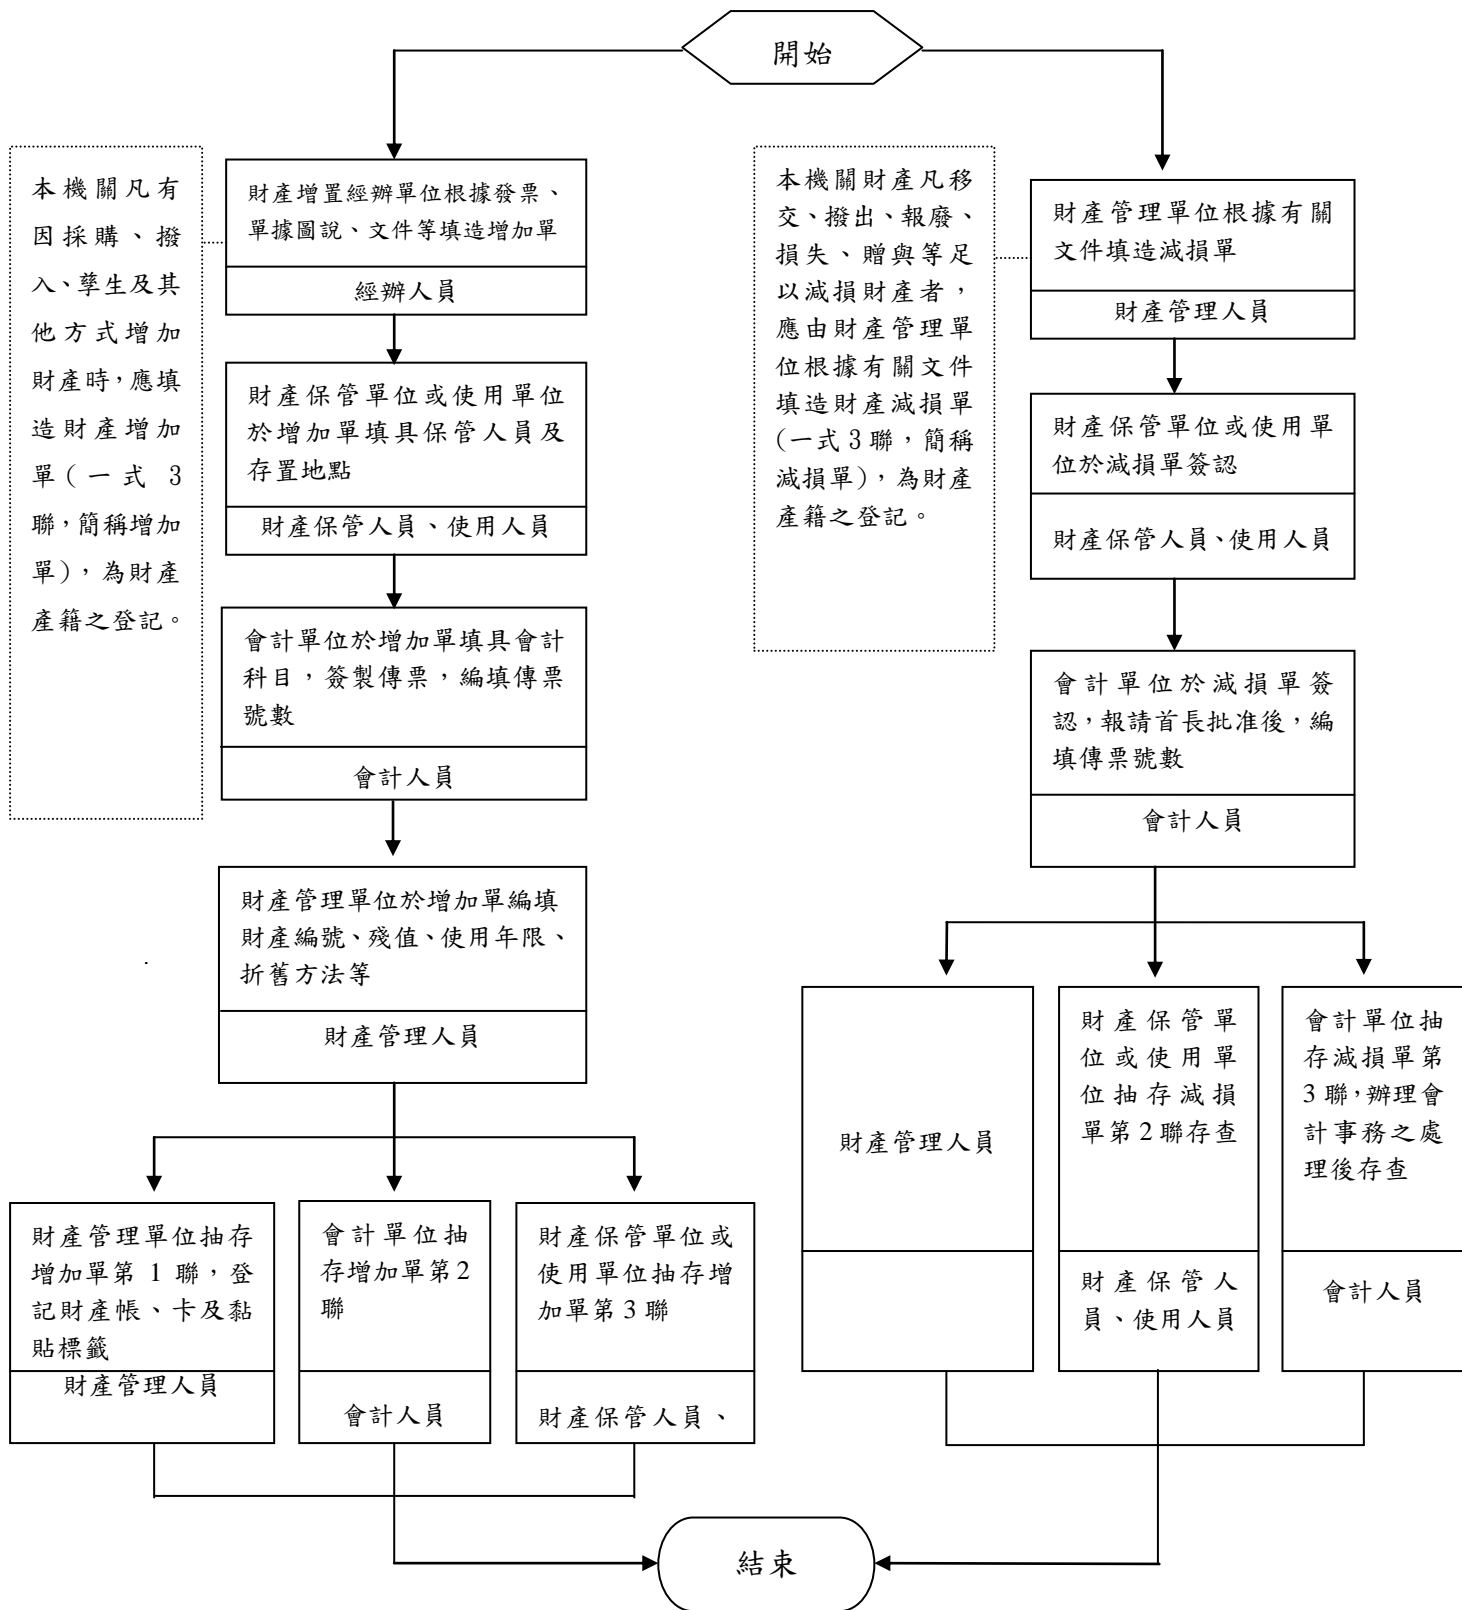 開始
本機關凡有
因採購、撥
入、孳生及其
他方式增加
財產時，應填
造財產增加
單(一式 3
聯，簡稱增加
單)，為財產
產籍之登記。
財產增置經辦單位根據發票、
單據圖說、文件等填造增加單
經辦人員
財產保管單位或使用單位
於增加單填具保管人員及
存置地點
財產保管人員、使用人員
會計單位於增加單填具會計
科目，簽製傳票，編填傳票
號數
會計人員
財產管理單位於增加單編填
財產編號、殘值、使用年限、
折舊方法等
財產管理人員
財產管理單位抽存
增加單第 1 聯，登
記財產帳、卡及黏
貼標籤
財產管理人員
會計單位抽
存增加單第2
聯
會計人員
財產保管單位或
使用單位抽存增
加單第3聯
財產保管人員、
本機關財產凡移
交、撥出、報廢、
損失、贈與等足
以減損財產者，
應由財產管理單
位根據有關文件
填造財產減損單
(一式3聯，簡稱
減損單)，為財產
產籍之登記。
財產管理單位根據有關
文件填造減損單
財產管理人員
財產保管單位或使用單
位於減損單簽認
財產保管人員、使用人員
會計單位於減損單簽
認，報請首長批准後，編
填傳票號數
會計人員
財產管理人員
財產保管單
位或使用單
位抽存減損
單第2聯存查
財產保管人
員、使用人員
會計單位抽
存減損單第
3聯，辦理會
計事務之處
理後存查
會計人員
結束